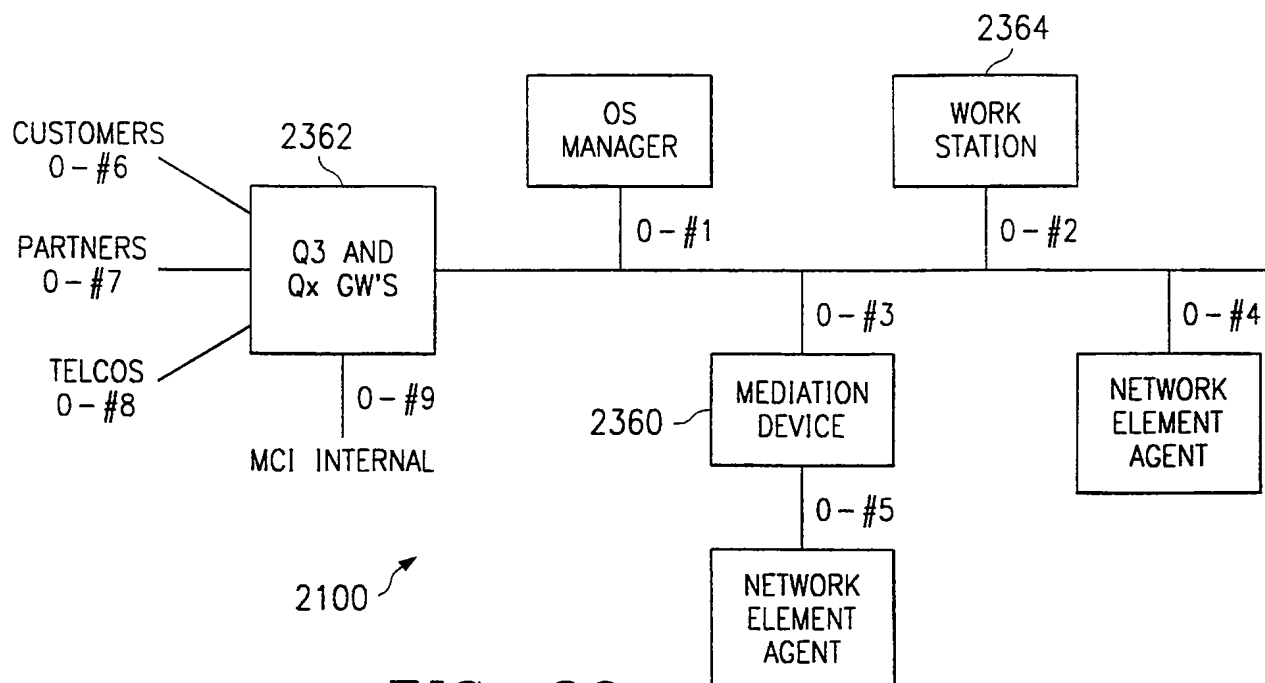 2364
OS
MANAGER
WORK
STATION
CUSTOMERS
0-#6
2362
0-#1
0-#2
PARTNERS
0-#7
Q3 AND
Qx GW'S
0-#3
0-#4
TELCOS
0-#8
0-#9
MCI INTERNAL
2360
MEDIATION
DEVICE
NETWORK
ELEMENT
AGENT
0-#5
2100
NETWORK
ELEMENT
AGENT